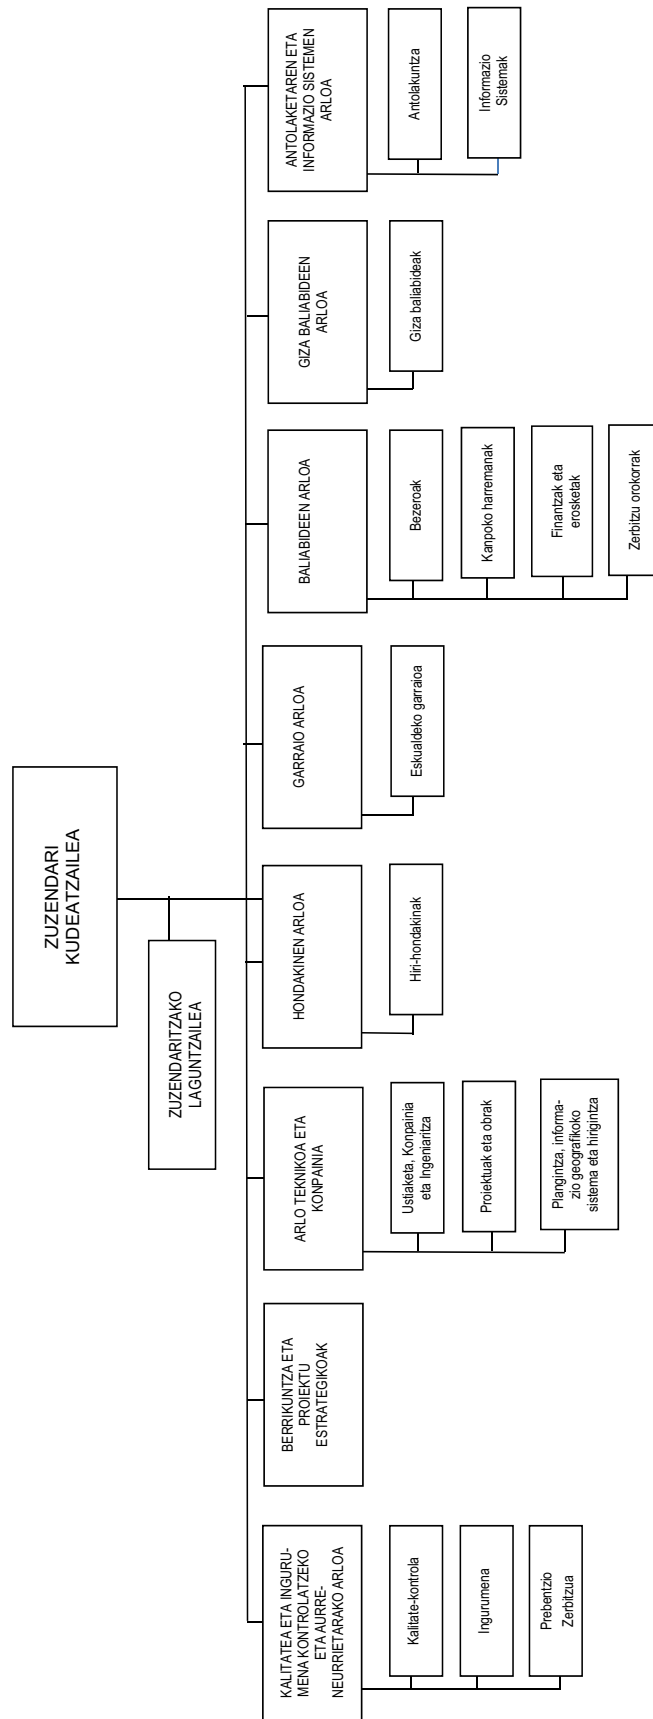 ZUZENDARI
KUDEATZAILEA
ZUZENDARITZAKO
LAGUNTZAILEA
KALITATEA ETA INGURU-
MENA KONTROLATZEKO
ETA AURRE-
NEURRIETARAKO ARLOA
Kalitate-kontrola
Ingurumena
Prebentzio
Zerbitzua
BERRIKUNTZA ETA
PROIEKTU
ESTRATEGIKOAK
ARLO TEKNIKOA ETA
KONPAINIA
Ustiaketa, Konpainia
eta Ingeniaritza
Proiektuak eta obrak
Plangintza, informa-
zio geografikoko
sistema eta hirigintza
HONDAKINEN ARLOA
Hiri-hondakinak
GARRAIO ARLOA
Eskualdeko garraioa
BALIABIDEEN ARLOA
Bezeroak
Kanpoko harremanak
Finantzak eta
erosketak
Zerbitzu orokorrak
GIZA BALIABIDEEN
ARLOA
Giza baliabideak
ANTOLAKETAREN ETA
INFORMAZIO SISTEMEN
ARLOA
Antolakuntza
Informazio
Sistemak